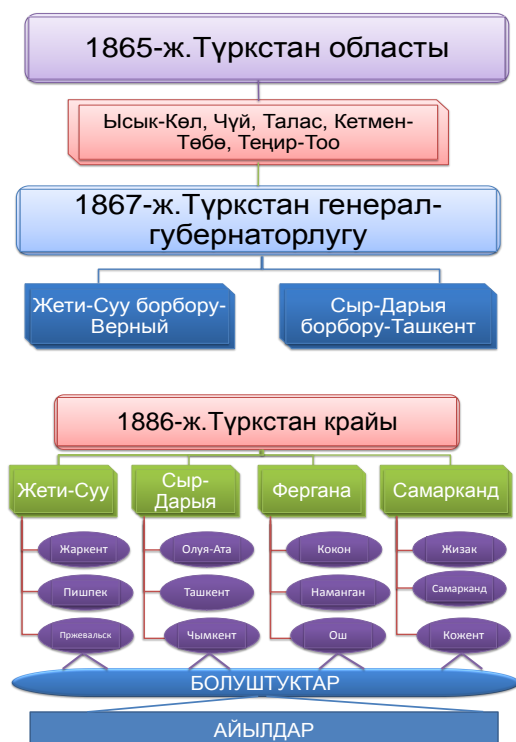 1865-ж.Түркстан областы
Ысык-Көл, Чүй, Талас, Кетмен-
Төбө, Теңир-Тоо
1867-ж.Түркстан генерал-
губернаторлугу
Жети-Суу борбору-
Верный
Сыр-Дарыя
борбору-Ташкент
1886-ж.Түркстан крайы
Жети-Суу
Сыр-
Дарыя
Фергана
Самарканд
Жаркент
Олуя-Ата
Кокон
Жизак
Пишпек
Ташкент
Наманган
Самарканд
Пржевальск
Чымкент
Ош
Кожент
БОЛУШТУКТАР
АЙЫЛДАР